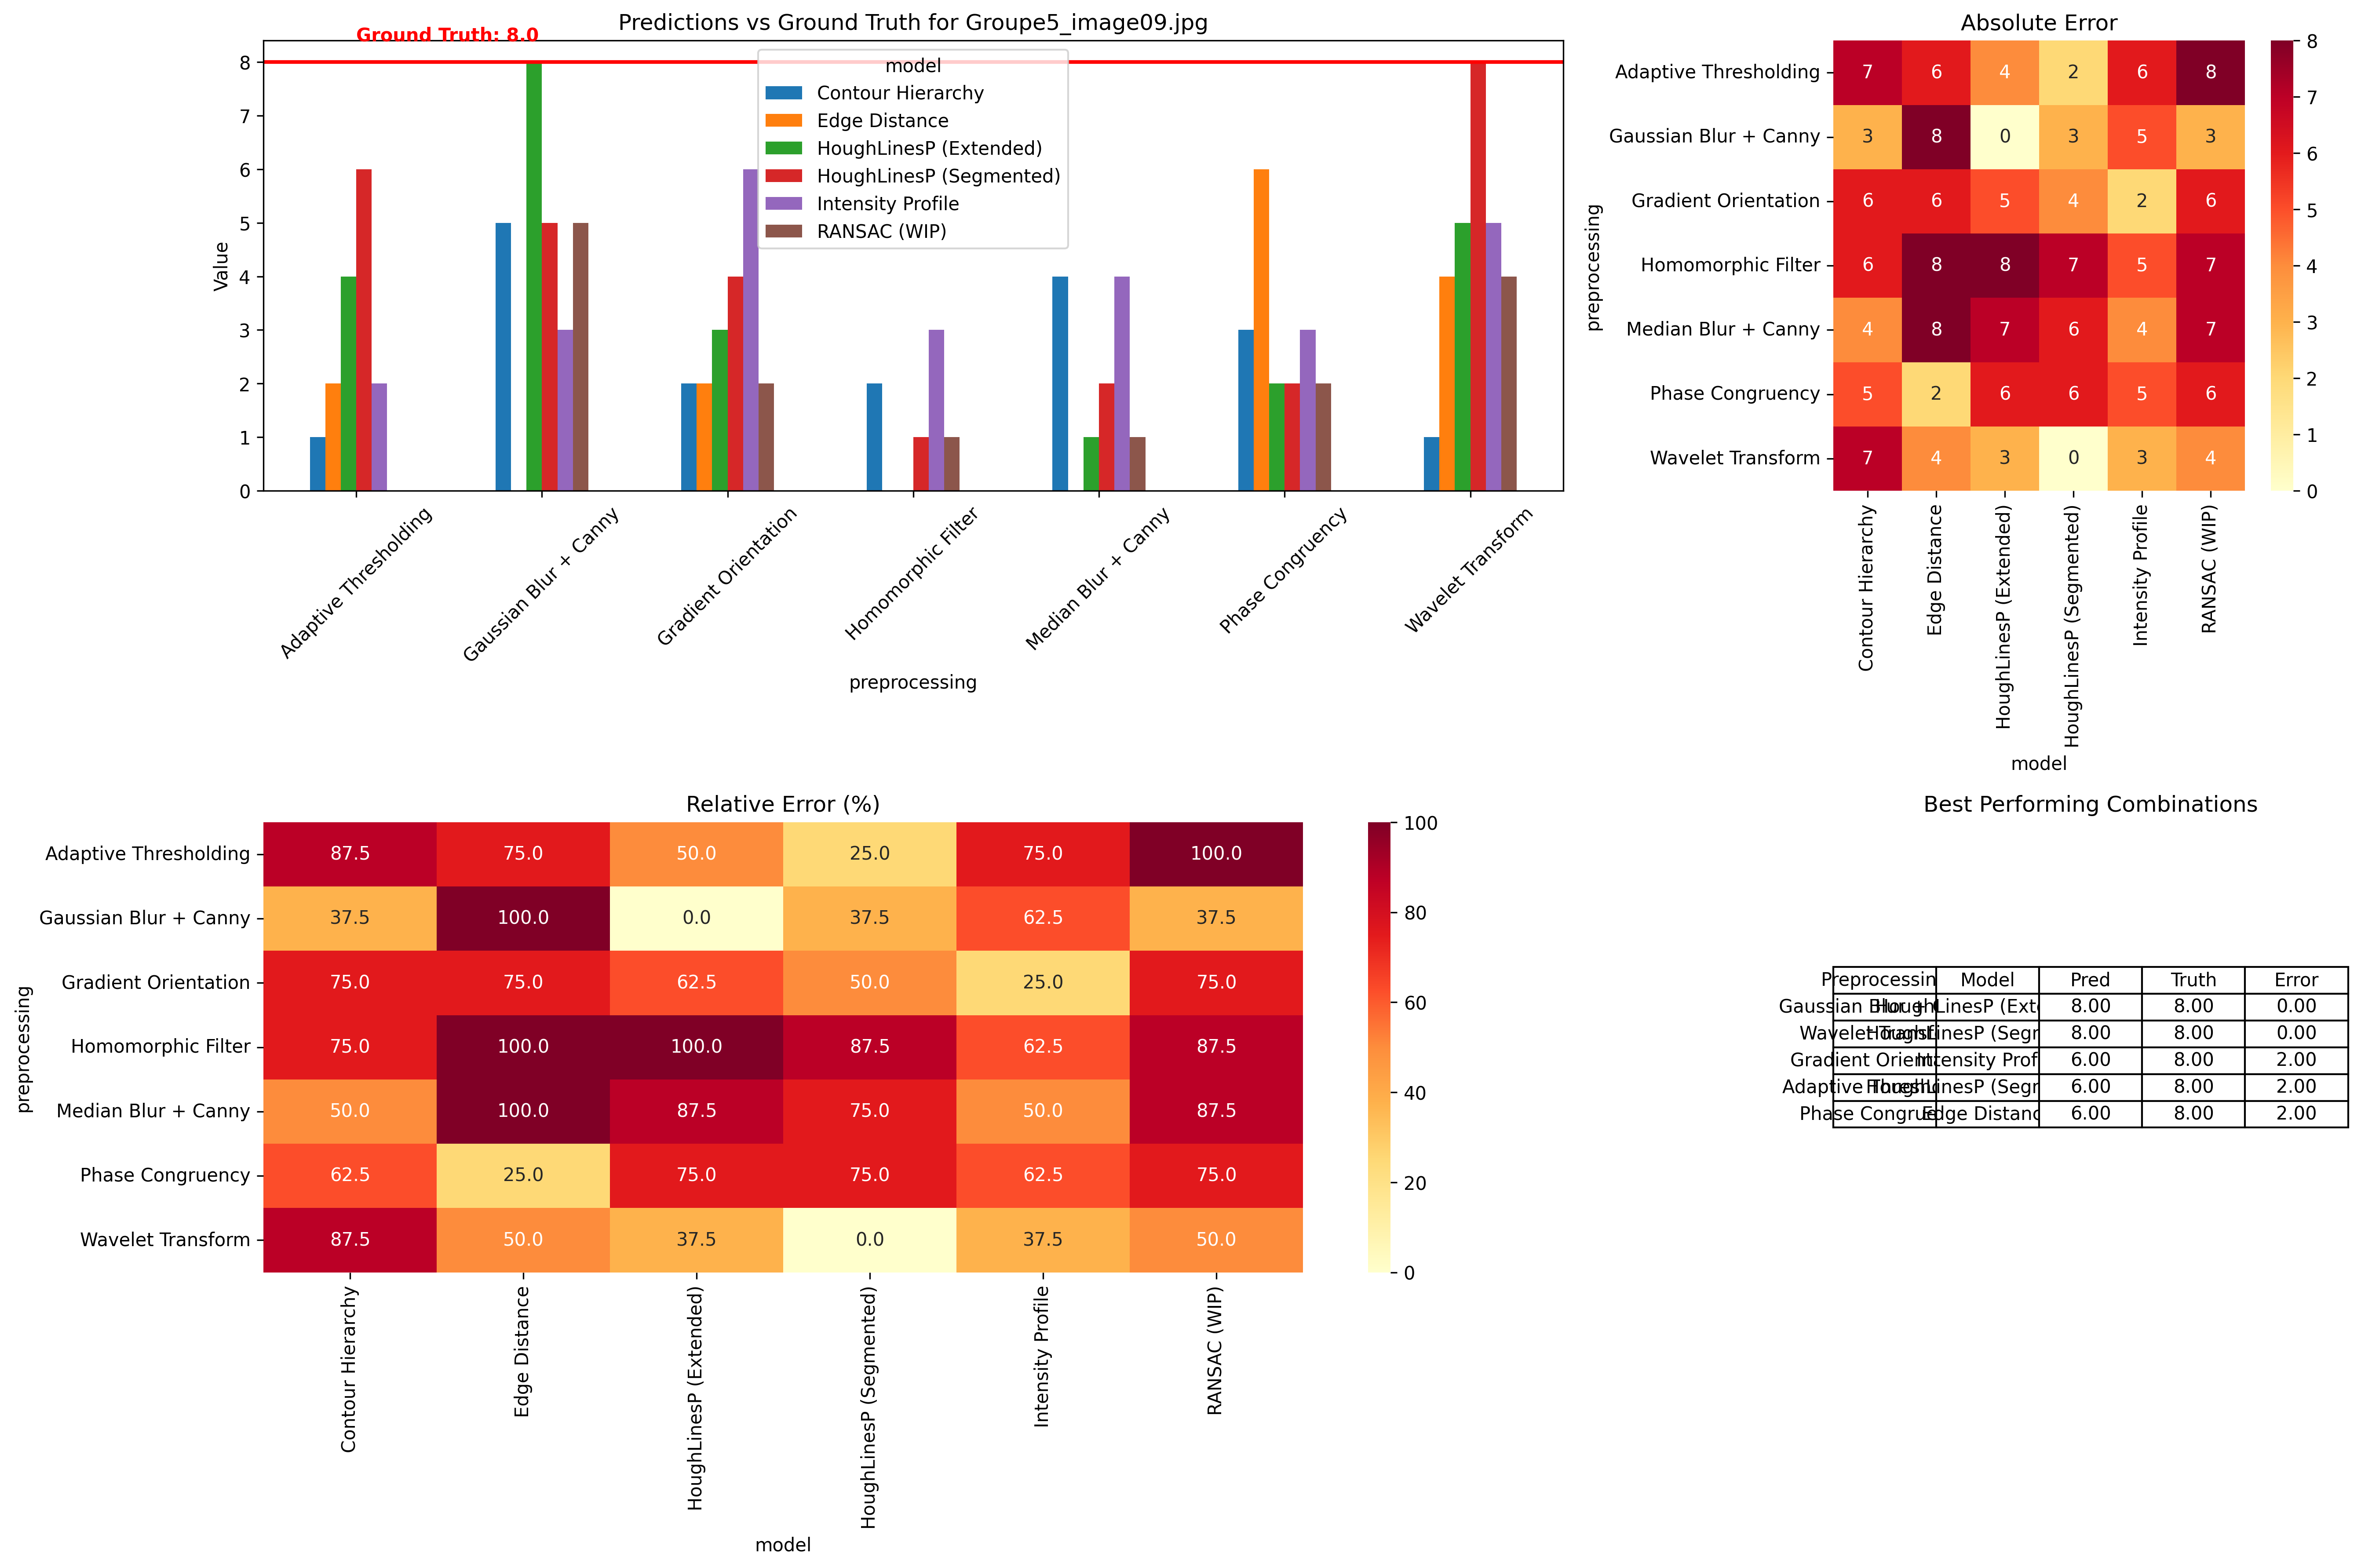 Predictions vs Ground Truth for Groupe5_image09.jpg
Ground Truth: 8.0
Value
8
7
6
5
4
3
2
1
0
model
Contour Hierarchy
Edge Distance
HoughLinesP (Extended)
HoughLinesP (Segmented)
Intensity Profile
RANSAC (WIP)
Adaptive Thresholding
Gaussian Blur + Canny
Gradient Orientation
Homomorphic Filter
Median Blur + Canny
Phase Congruency
Wavelet Transform
preprocessing
Absolute Error
preprocessing
Adaptive Thresholding 7 6 4 2 6 8
Gaussian Blur + Canny 3 8 0 3 5 3
Gradient Orientation 6 6 5 4 2 6
Homomorphic Filter 6 8 8 7 5 7
Median Blur + Canny 4 8 7 6 4 7
Phase Congruency 5 2 6 6 5 6
Wavelet Transform 7 4 3 0 3 4
Contour Hierarchy
Edge Distance
HoughLinesP (Extended)
HoughLinesP (Segmented)
Intensity Profile
RANSAC (WIP)
model
8
7
6
5
4
3
2
1
0
Relative Error (%)
preprocessing
Adaptive Thresholding 87.5 75.0 50.0 25.0 75.0 100.0
Gaussian Blur + Canny 37.5 100.0 0.0 37.5 62.5 37.5
Gradient Orientation 75.0 75.0 62.5 50.0 25.0 75.0
Homomorphic Filter 75.0 100.0 100.0 87.5 62.5 87.5
Median Blur + Canny 50.0 100.0 87.5 75.0 50.0 87.5
Phase Congruency 62.5 25.0 75.0 75.0 62.5 75.0
Wavelet Transform 87.5 50.0 37.5 0.0 37.5 50.0
Contour Hierarchy
Edge Distance
HoughLinesP (Extended)
HoughLinesP (Segmented)
Intensity Profile
RANSAC (WIP)
model
100
80
60
40
20
0
Best Performing Combinations
Preprocessin Model Pred Truth Error
Gaussian 8.00 8.00 0.00
8.00 8.00 0.00
Gradient 6.00 8.00 2.00
Adaptive 6.00 8.00 2.00
Phase 6.00 8.00 2.00